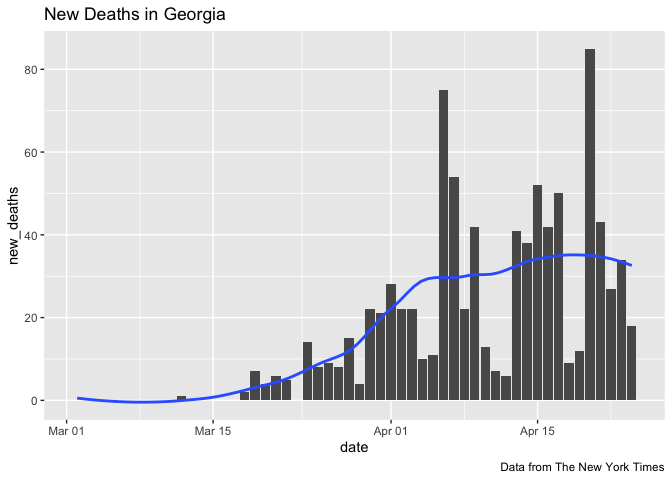 New Deaths in Georgia
new_deaths
80
60
40
20
0
Mar 01
Mar 15
Apr 01
Apr 15
date
Data from The New York Times